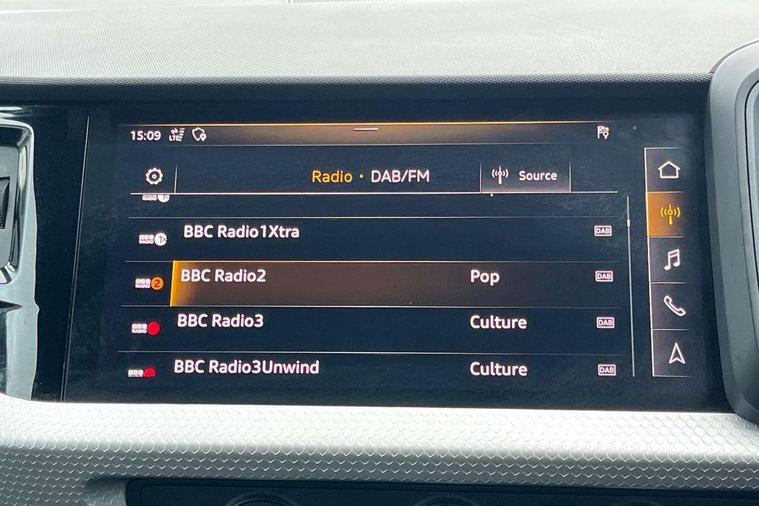 15:09 LTE
Radio · DAB/FM Source
BBC Radio1Xtra DAB
BBC Radio2 Pop DAB
BBC Radio3 Culture DAB
BBC Radio3Unwind Culture DAB